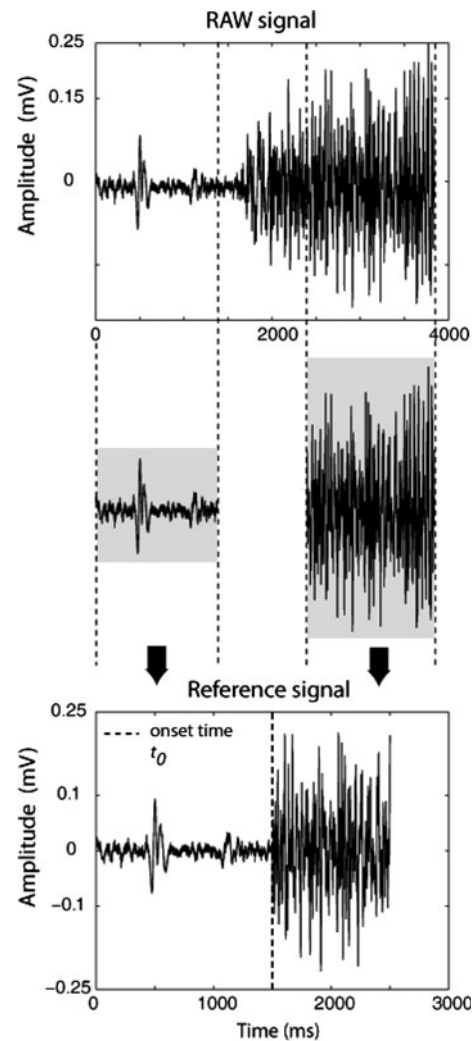 RAW signal
0.25
0.15
0
Amplitude (mV)
0 2000 4000
Reference signal
0.25
0.1
0
−0.1
−0.25
Amplitude (mV)
onset time
t0
0 1000 2000 3000
Time (ms)